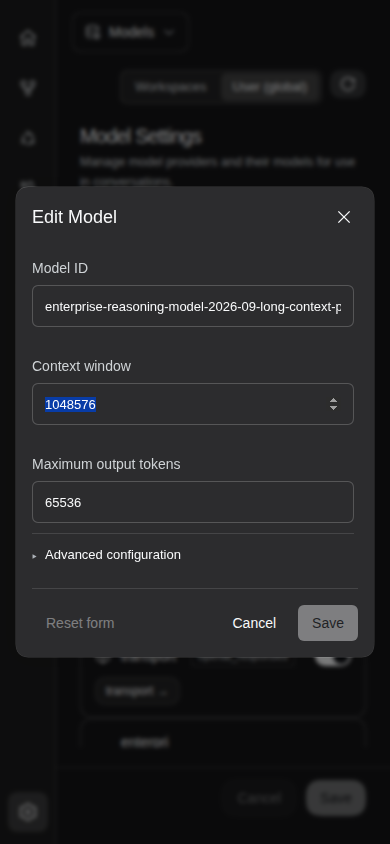 Models
Workspaces
User (global)
Model Settings
Manage model providers and their models for use
in conversations.
Edit Model
Model ID
enterprise-reasoning-model-2026-09-long-context-p
Context window
1048576
Maximum output tokens
65536
Advanced configuration
Reset form
Cancel
Save
transport
Cancel
Save